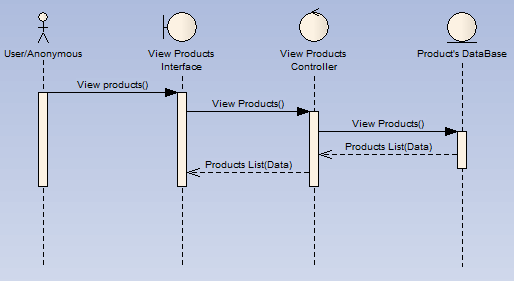 User/Anonymous
View Products
Interface
View Products
Controller
Product's DataBase
View products()
View Products()
View Products()
Products List(Data)
Products List(Data)